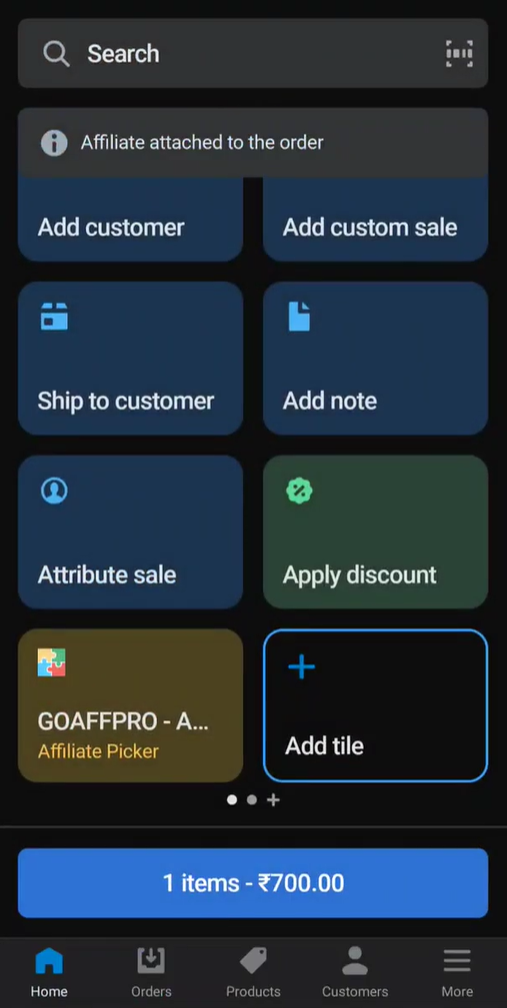 Search
Affiliate attached to the order
Add customer
Add custom sale
Ship to customer
Add note
Attribute sale
Apply discount
GOAFFPRO - A...
Affiliate Picker
Add tile
1 items - ₹700.00
Home
Orders
Products
Customers
More